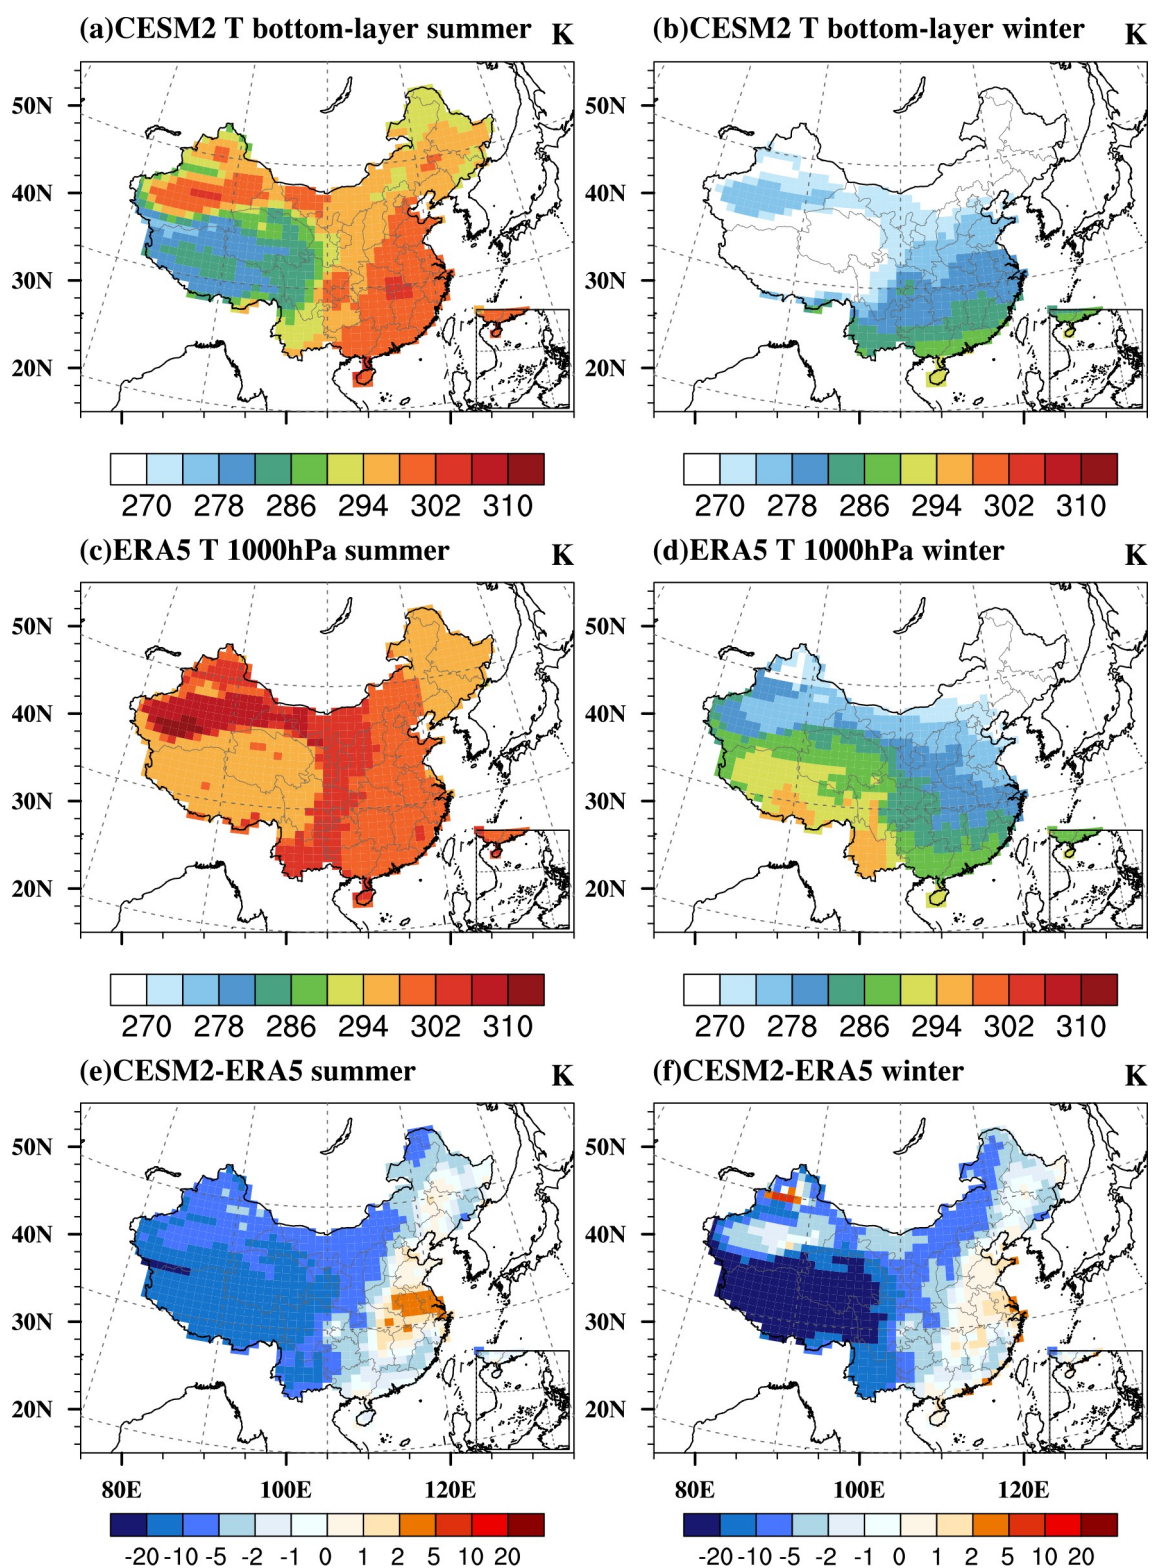 (a)CESM2 T bottom-layer summer K
(b)CESM2 T bottom-layer winter K
50N
40N
30N
20N
50N
40N
30N
20N
270 278 286 294 302 310
270 278 286 294 302 310
(c)ERA5 T 1000hPa summer K
(d)ERA5 T 1000hPa winter K
50N
40N
30N
20N
50N
40N
30N
20N
270 278 286 294 302 310
270 278 286 294 302 310
(e)CESM2-ERA5 summer K
(f)CESM2-ERA5 winter K
50N
40N
30N
20N
50N
40N
30N
20N
80E 100E 120E
80E 100E 120E
-20 -10 -5 -2 -1 0 1 2 5 10 20
-20 -10 -5 -2 -1 0 1 2 5 10 20